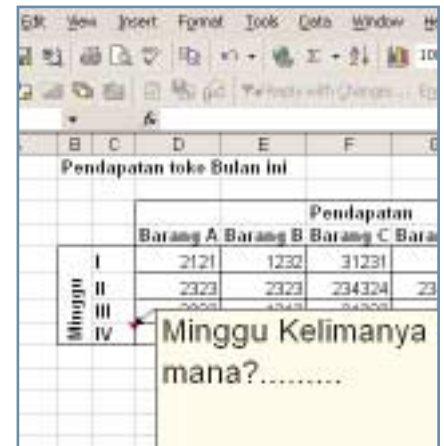 Edit View Insert Format Tools Data Window
B C D E F
Pendapatan toko Bulan ini
Pendapatan
Barang A Barang B Barang C
Minggu
I 2121 1232 31231
II 2323 2323 234324
III
IV
Minggu Kelimanya
mana?.........